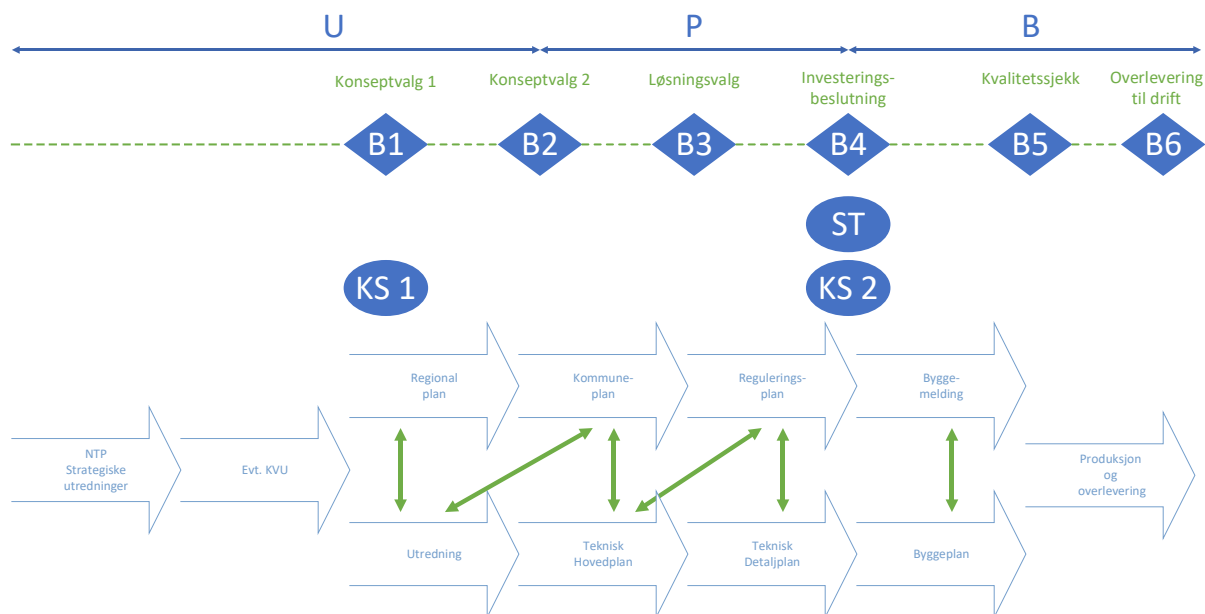 U
P
B
Konseptvalg 1
Konseptvalg 2
Løsningsvalg
Investerings-
beslutning
Kvalitetssjekk
Overlevering
til drift
B1
B2
B3
B4
B5
B6
ST
KS 1
KS 2
Regional
plan
Kommune-
plan
Regulerings-
plan
Bygge-
melding
NTP
Strategiske
utredninger
Evt. KVU
Produksjon
og
overlevering
Utredning
Teknisk
Hovedplan
Teknisk
Detaljplan
Byggeplan